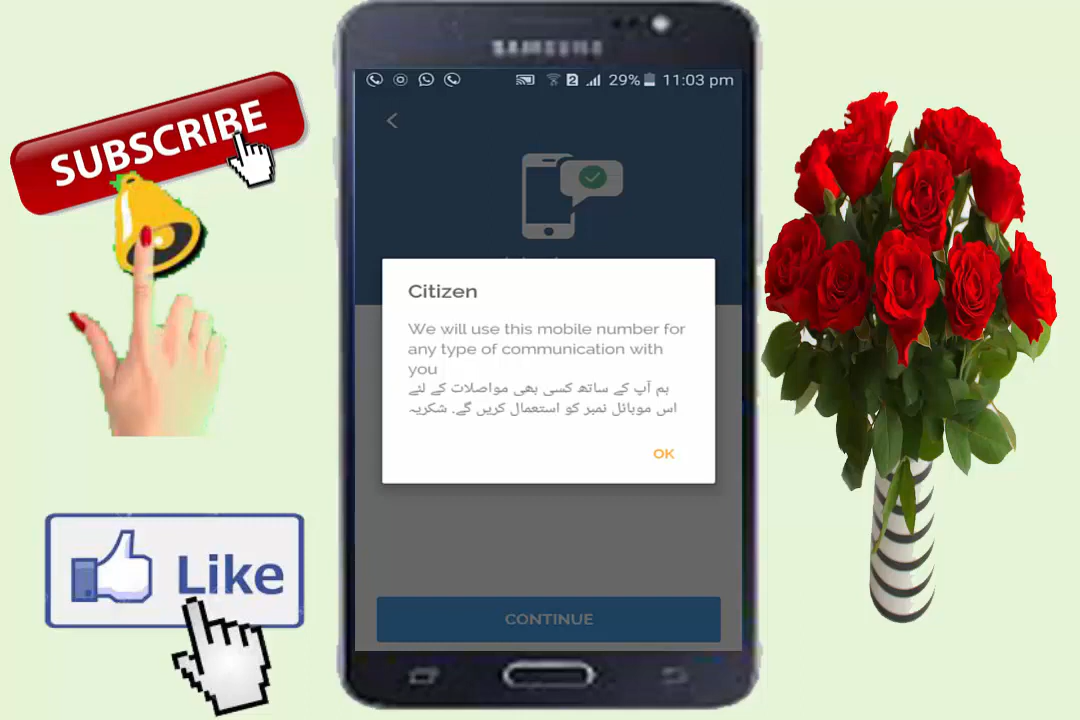 SAMSUNG
SUBSCRIBE
2 29% 11:03 pm
Citizen
We will use this mobile number for
any type of communication with
you
ہم آپ کے ساتھ کسی بھی مواصلات کے لئے
اس موبائل نمبر کو استعمال کریں گے. شکریہ
OK
Like
CONTINUE